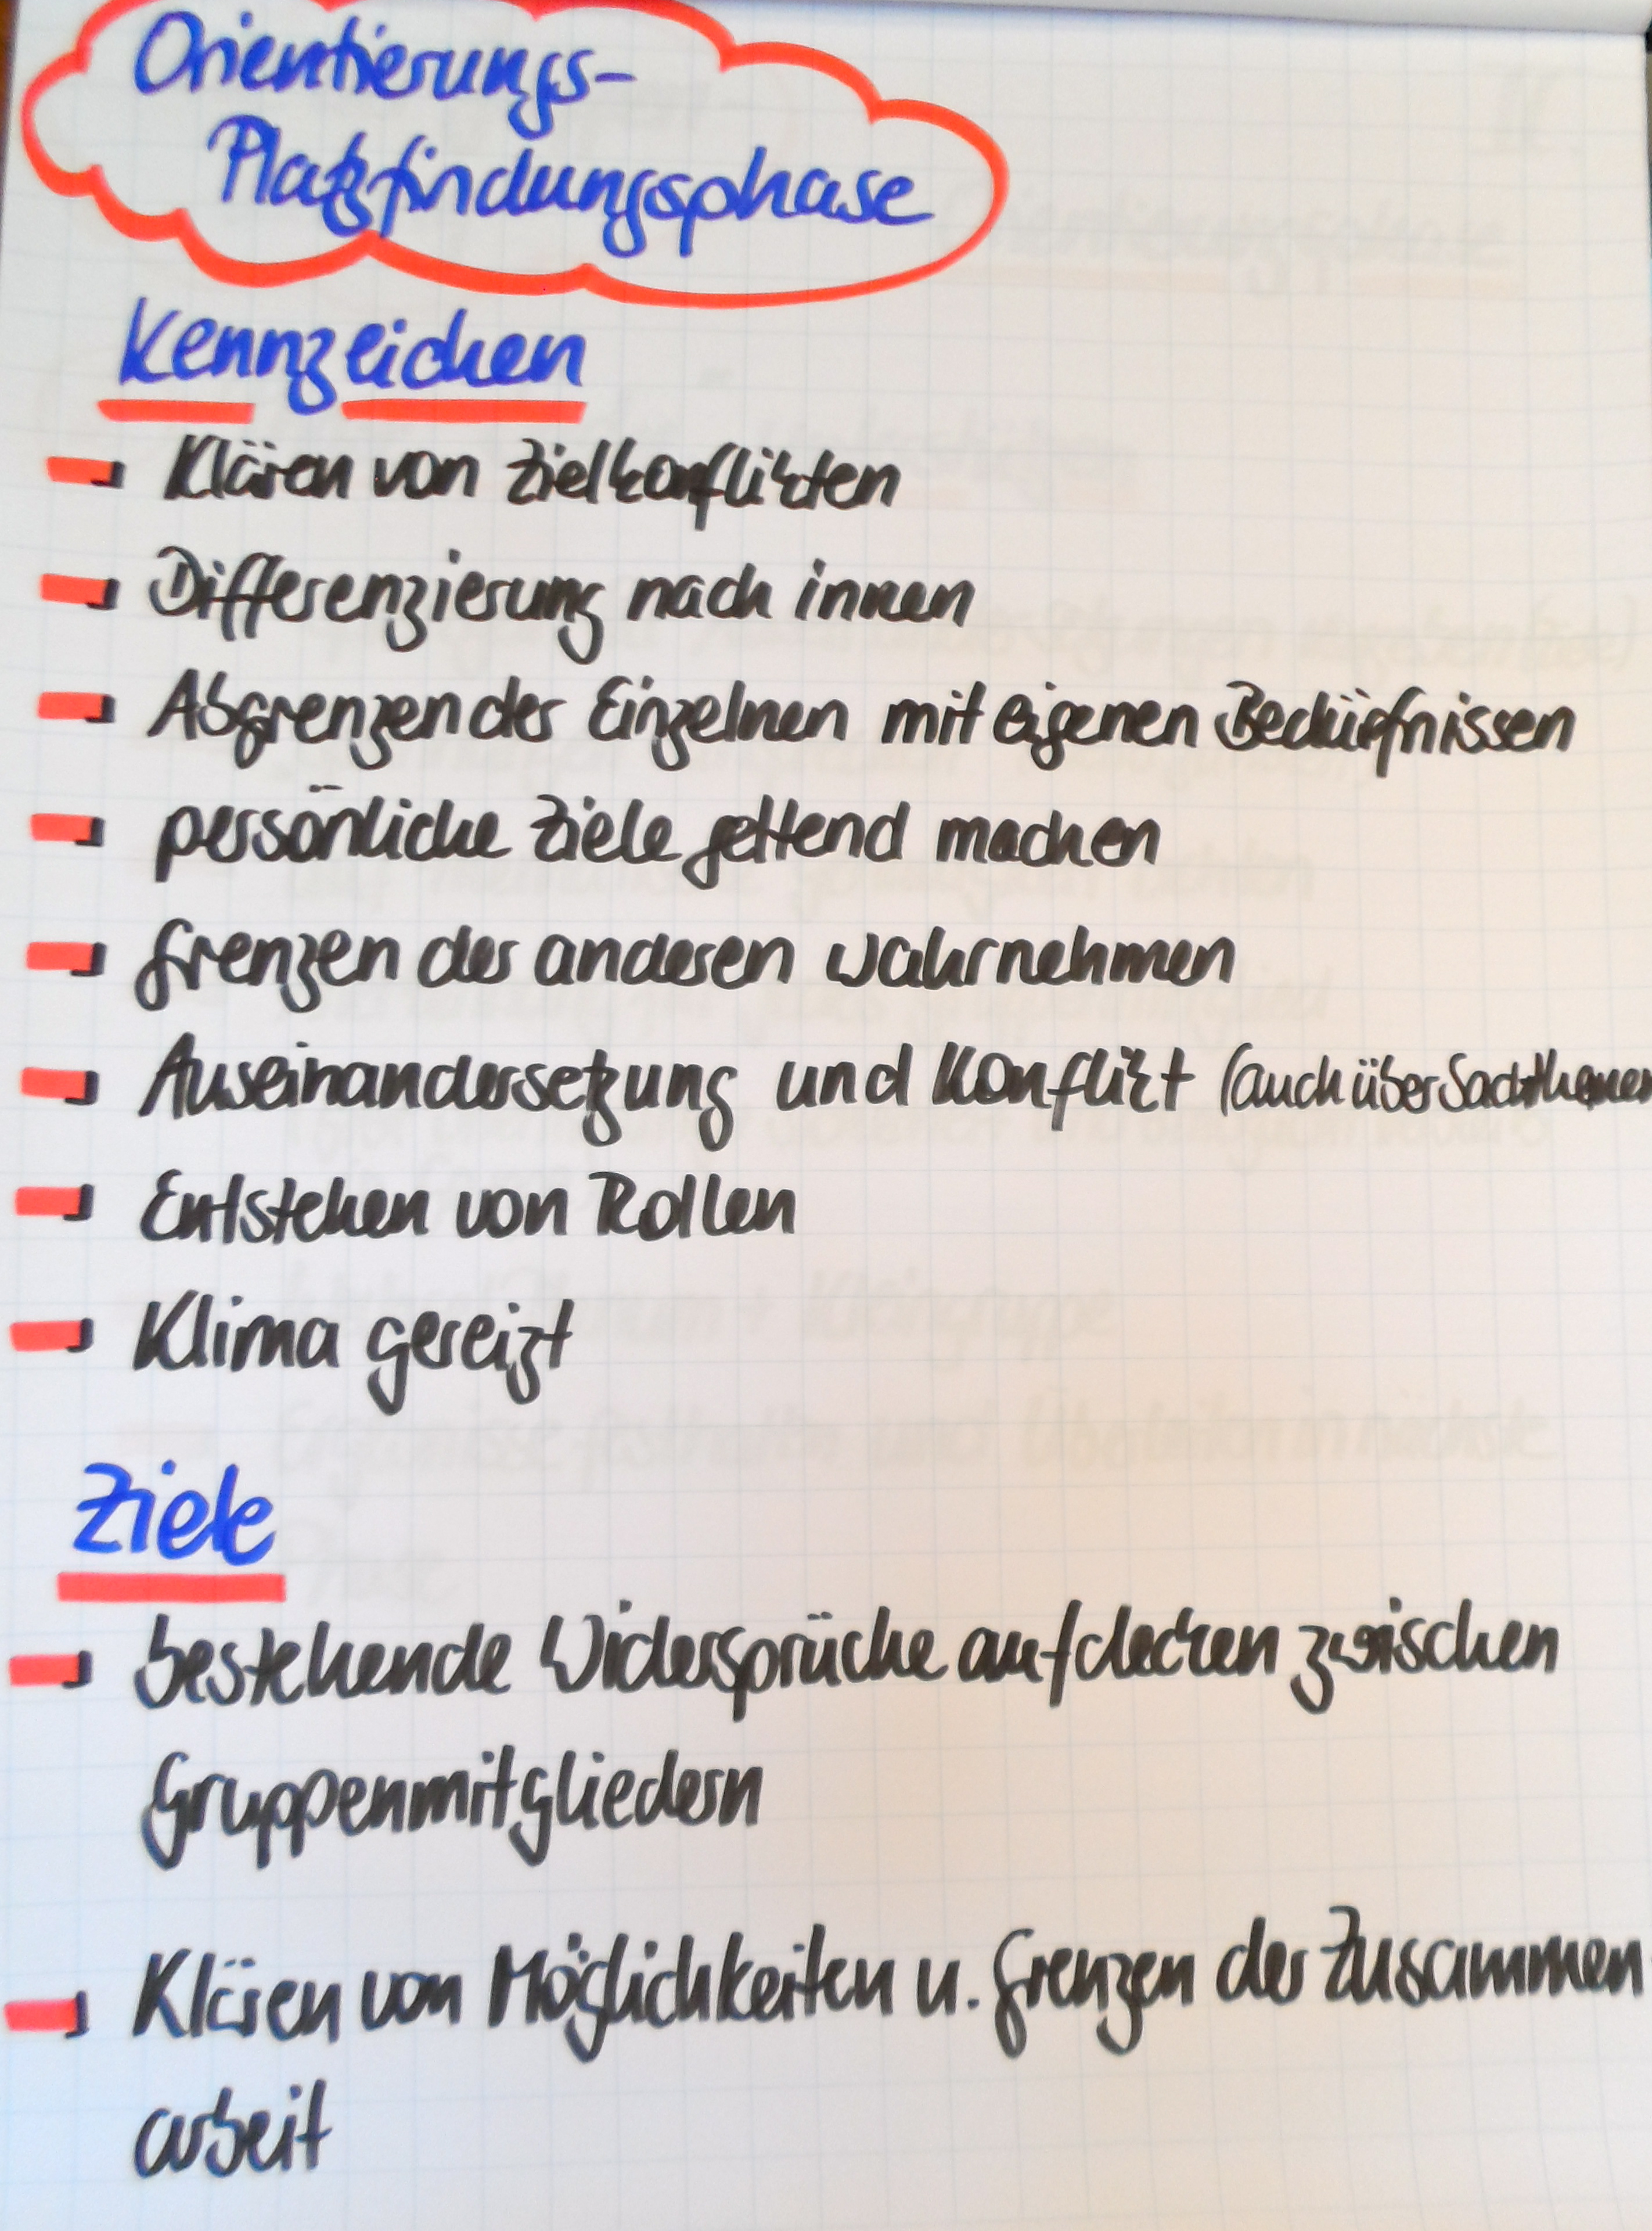 Orientierungs-
Platzfindungsphase
Kennzeichen
- Klären von Zielkonflikten
- Differenzierung nach innen
- Abgrenzen des Einzelnen mit eigenen Bedürfnissen
- persönliche Ziele geltend machen
- Grenzen des anderen wahrnehmen
- Auseinandersetzung und Konflikt (auch über Sachthemen
- Entstehen von Rollen
- Klima gereizt
Ziele
- bestehende Widersprüche aufdecken zwischen
Gruppenmitgliedern
- Klären von Möglichkeiten u. Grenzen der Zusammen
arbeit